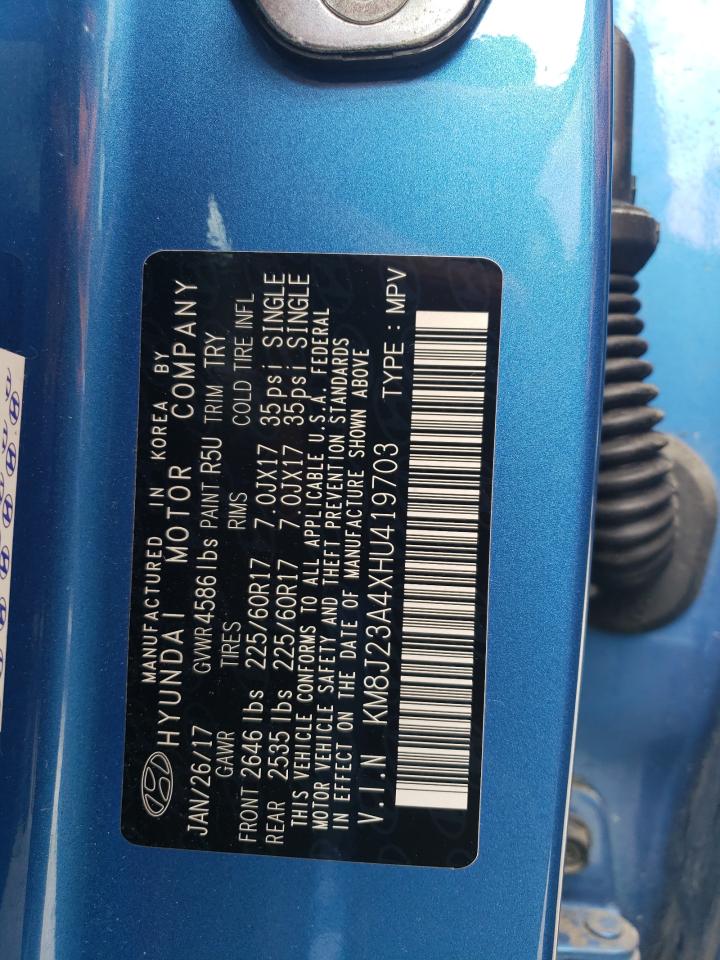 MANUFACTURED IN KOREA BY
HYUNDAI MOTOR COMPANY
JAN/26/17 GVWR4586lbs PAINT R5U TRIM TRY
GAWR TIRES RIMS COLD TIRE INFL
FRONT 2646 lbs 225/60R17 7.0JX17 35psi SINGLE
REAR 2535 lbs 225/60R17 7.0JX17 35psi SINGLE
THIS VEHICLE CONFORMS TO ALL APPLICABLE U.S.A. FEDERAL
MOTOR VEHICLE SAFETY AND THEFT PREVENTION STANDARDS
IN EFFECT ON THE DATE OF MANUFACTURE SHOWN ABOVE
V.I.N KM8J23A4XHU419703 TYPE : MPV